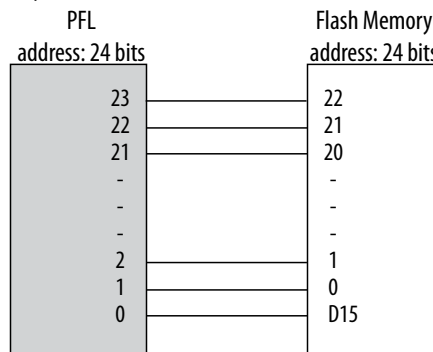 PFL Flash Memory
address: 24 bits address: 24 bits
23 22
22 21
21 20
- -
- -
- -
2 1
1 0
0 D15